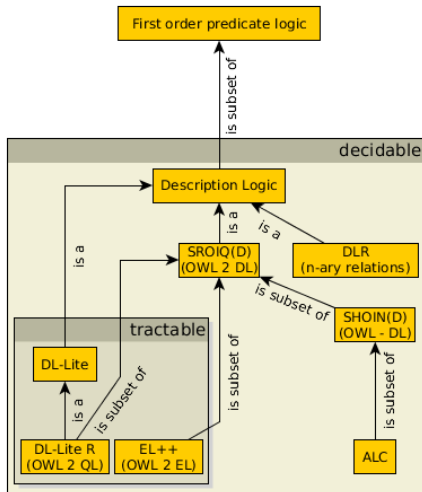 First order predicate logic
is subset of
decidable
Description Logic
is a
is a
is a
SROIQ(D)
(OWL 2 DL)
DLR
(n-ary relations)
is subset of
SHOIN(D)
(OWL - DL)
tractable
DL-Lite
is subset of
is subset of
is subset of
is a
DL-Lite R
(OWL 2 QL)
EL++
(OWL 2 EL)
ALC